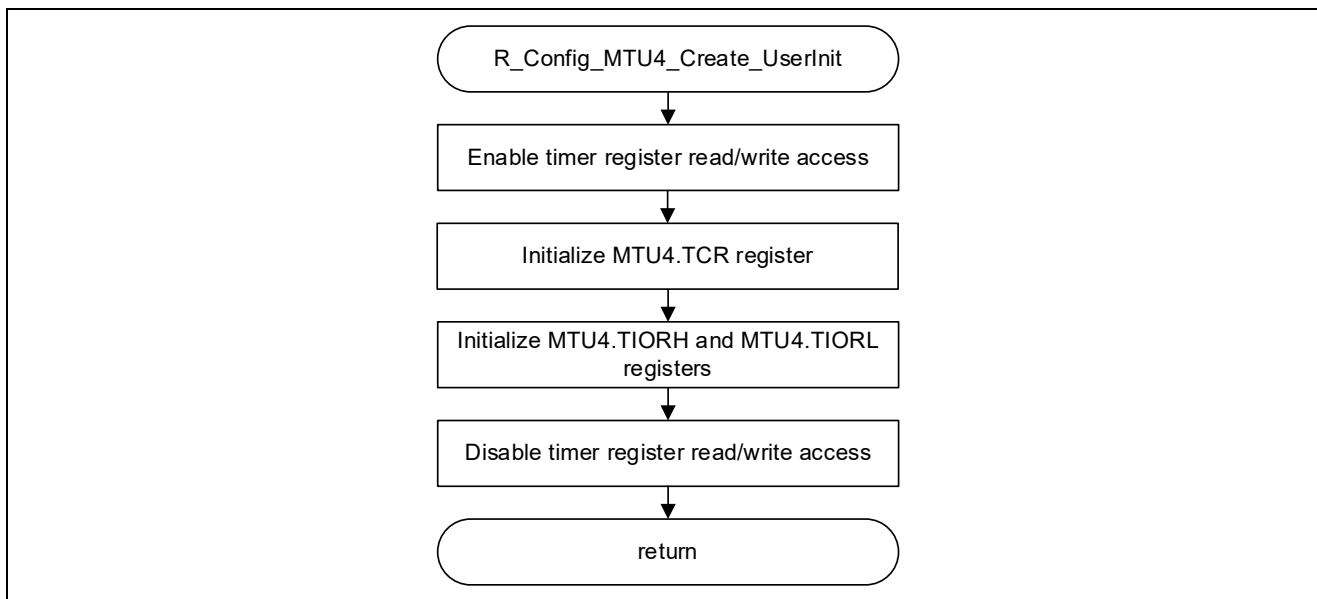 R_Config_MTU4_Create_UserInit
Enable timer register read/write access
Initialize MTU4.TCR register
Initialize MTU4.TIORH and MTU4.TIORL
registers
Disable timer register read/write access
return